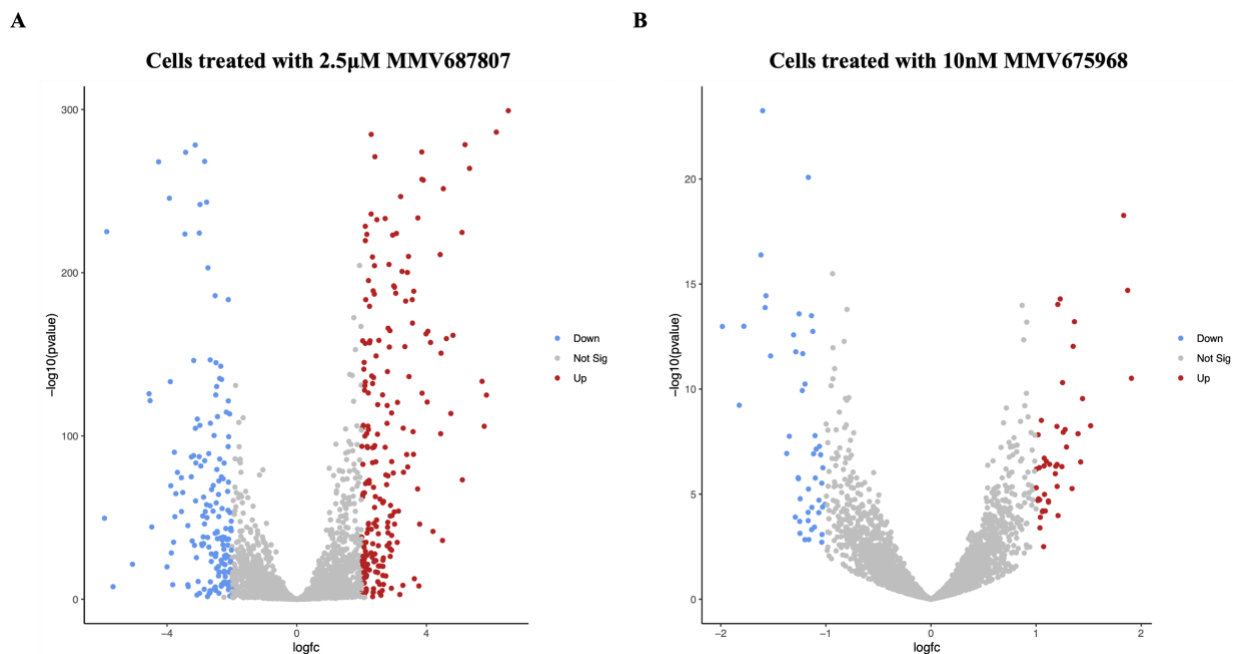 A
Cells treated with 2.5μM MMV687807
300
200
100
0
−log10(pvalue)
−4
0
4
logfc
Down
Not Sig
Up
B
Cells treated with 10nM MMV675968
20
15
10
5
0
−log10(pvalue)
−2
−1
0
1
2
logfc
Down
Not Sig
Up